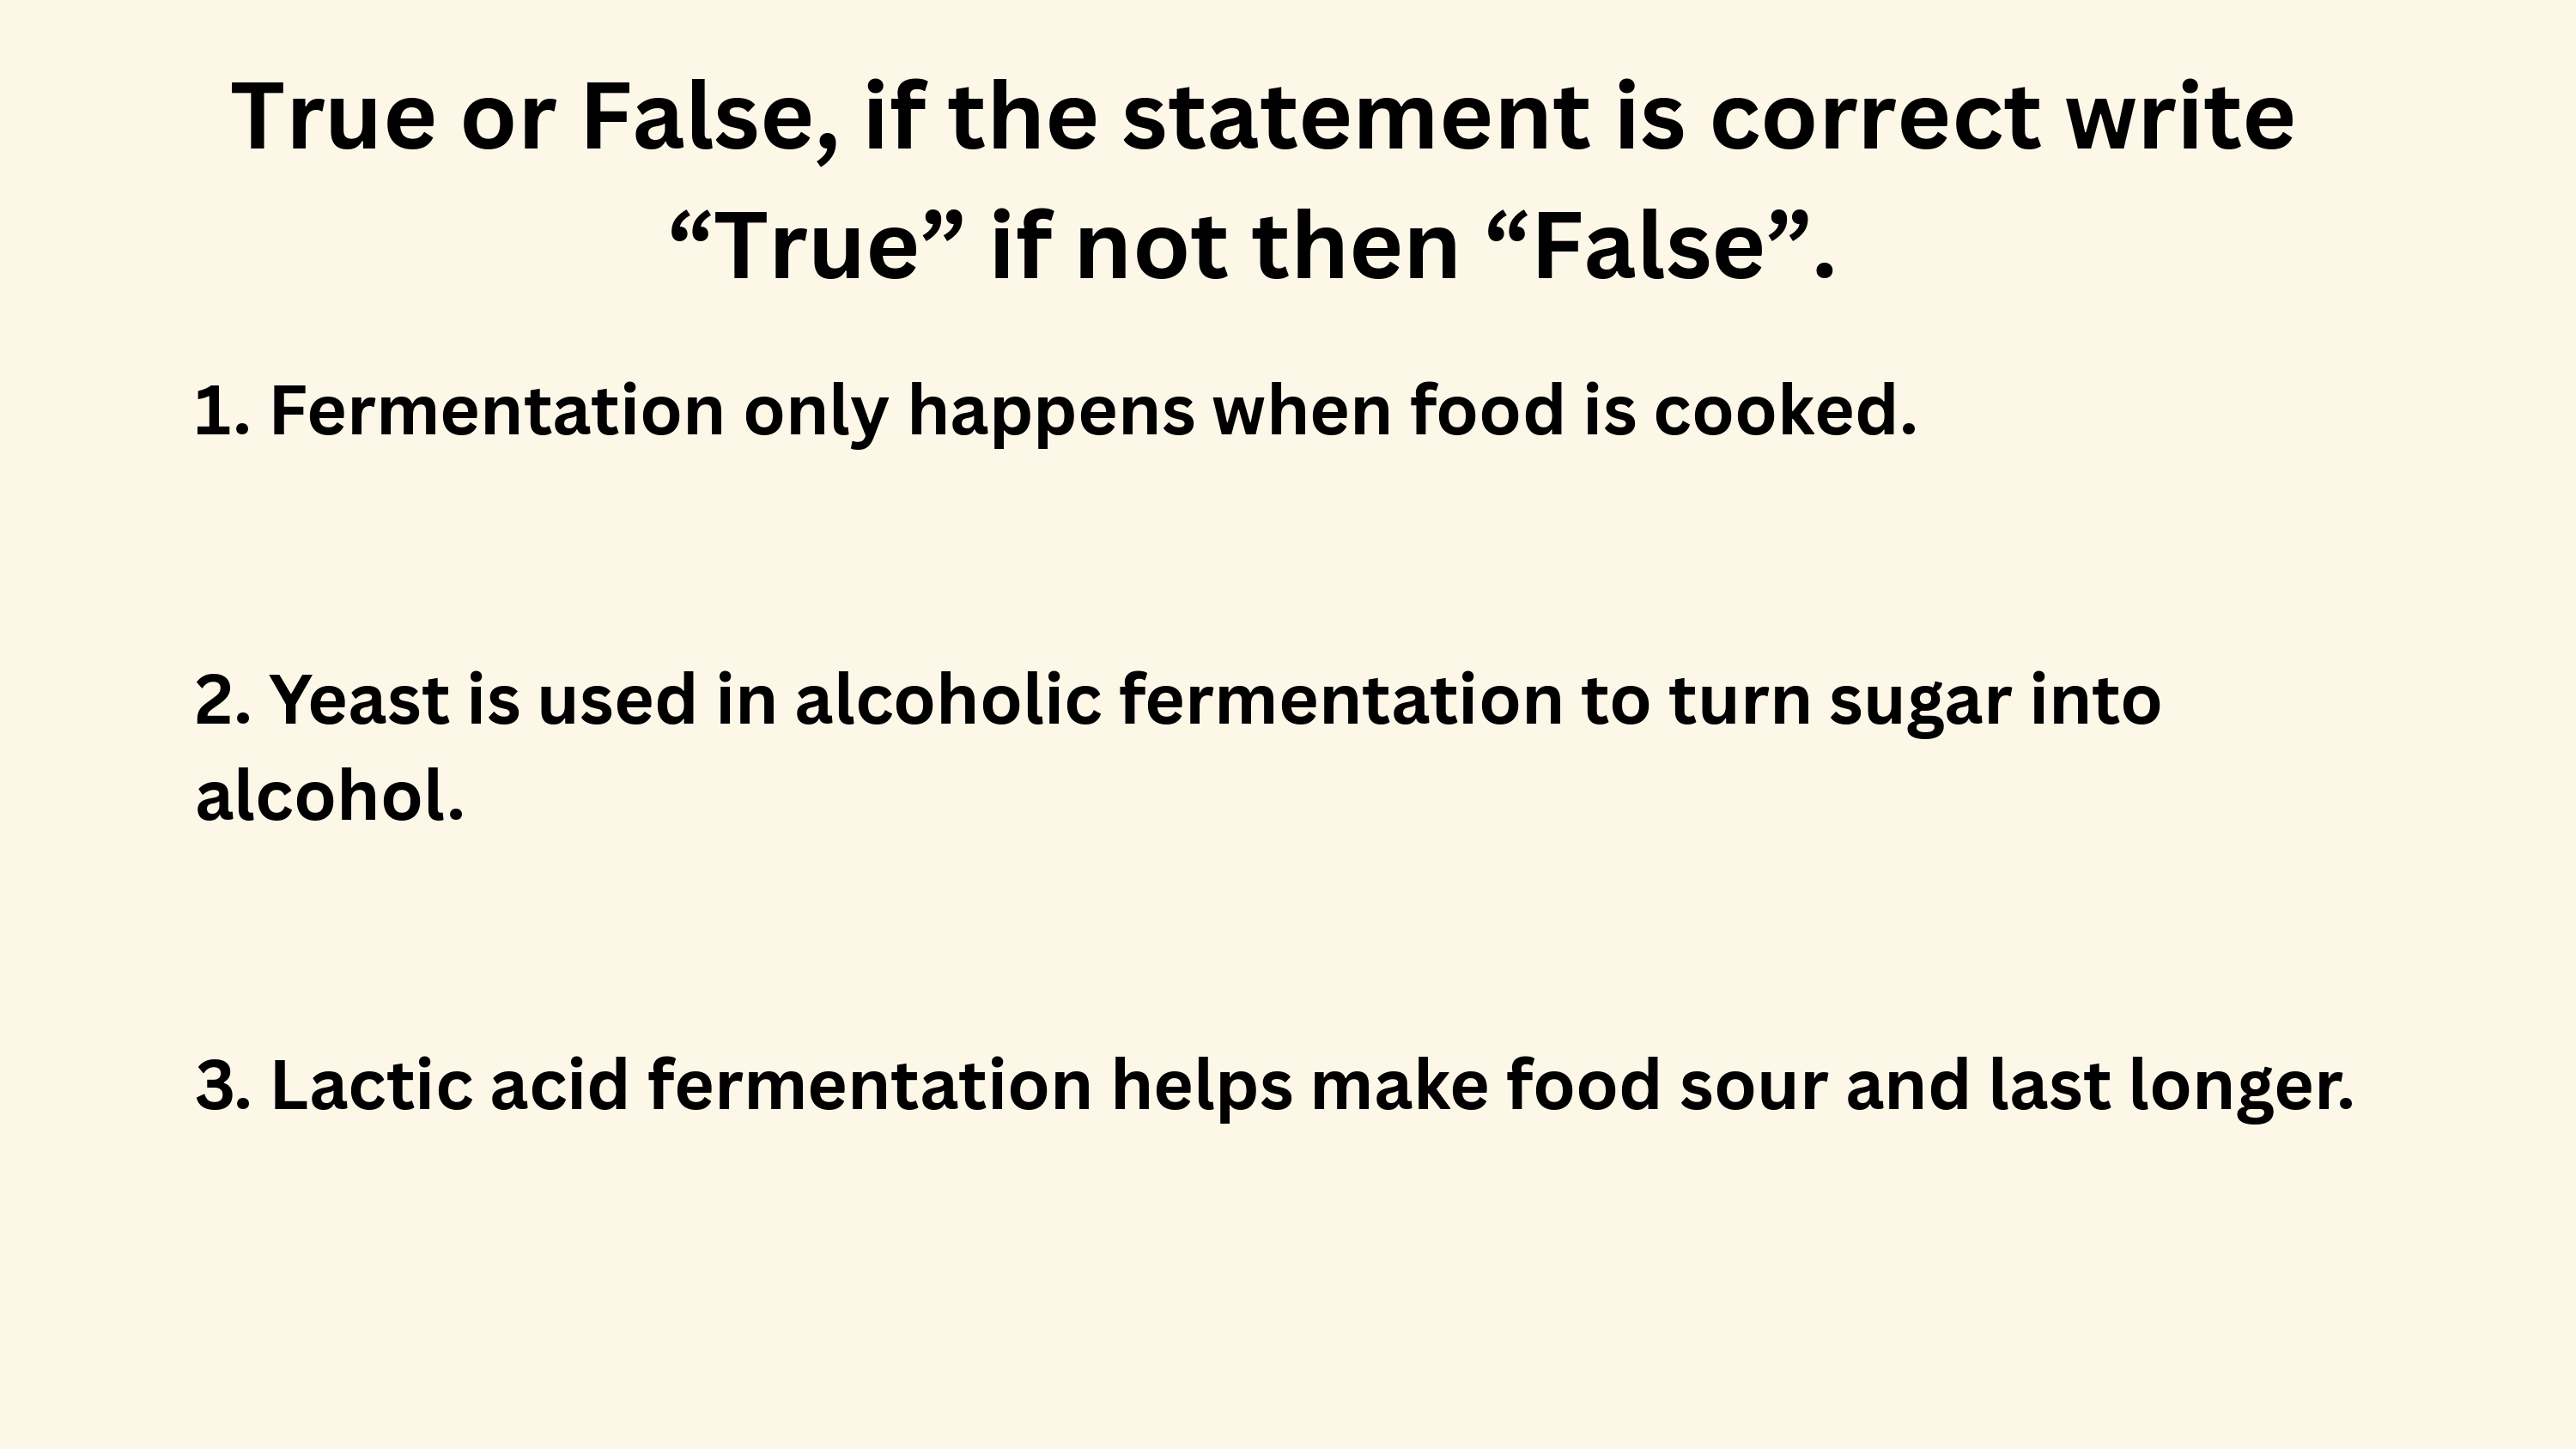 True or False, if the statement is correct write
“True” if not then “False”.
1. Fermentation only happens when food is cooked.
2. Yeast is used in alcoholic fermentation to turn sugar into
alcohol.
3. Lactic acid fermentation helps make food sour and last longer.